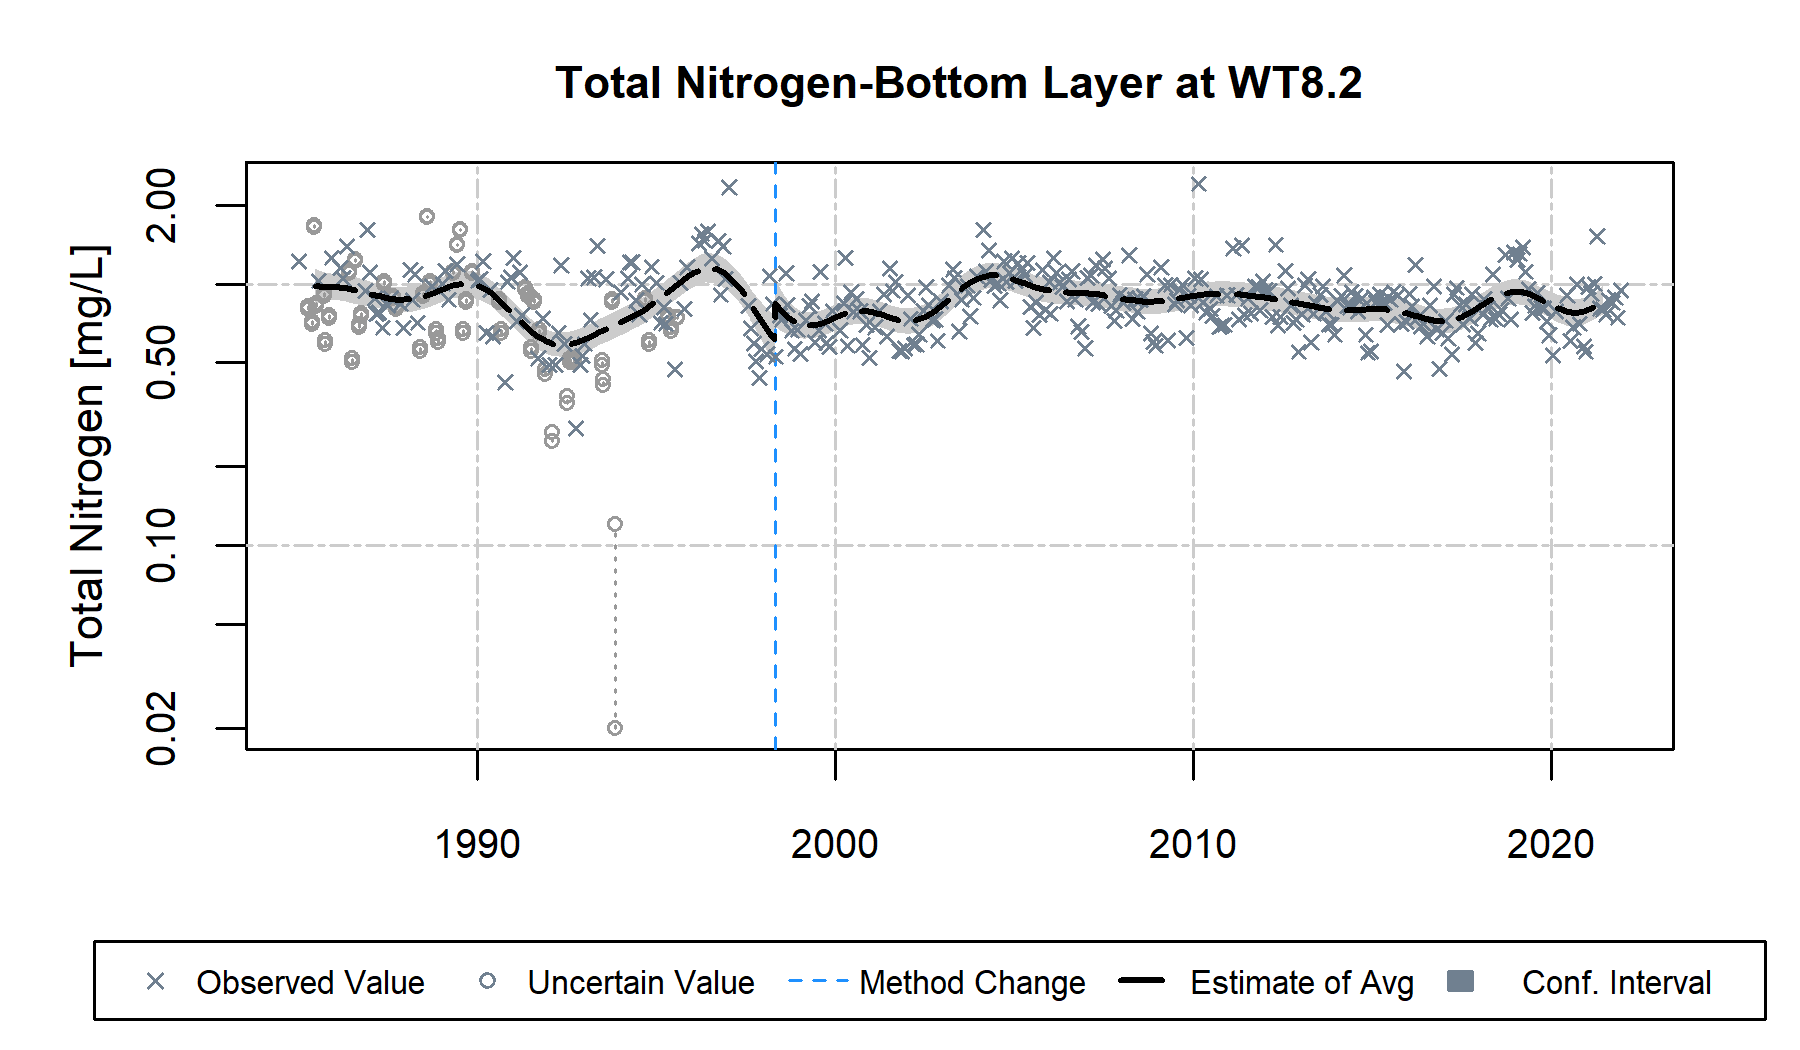 Total Nitrogen-Bottom Layer at WT8.2
Total Nitrogen [mg/L]
2.00
0.50
0.10
0.02
1990 2000 2010 2020
Observed Value Uncertain Value Method Change Estimate of Avg Conf. Interval